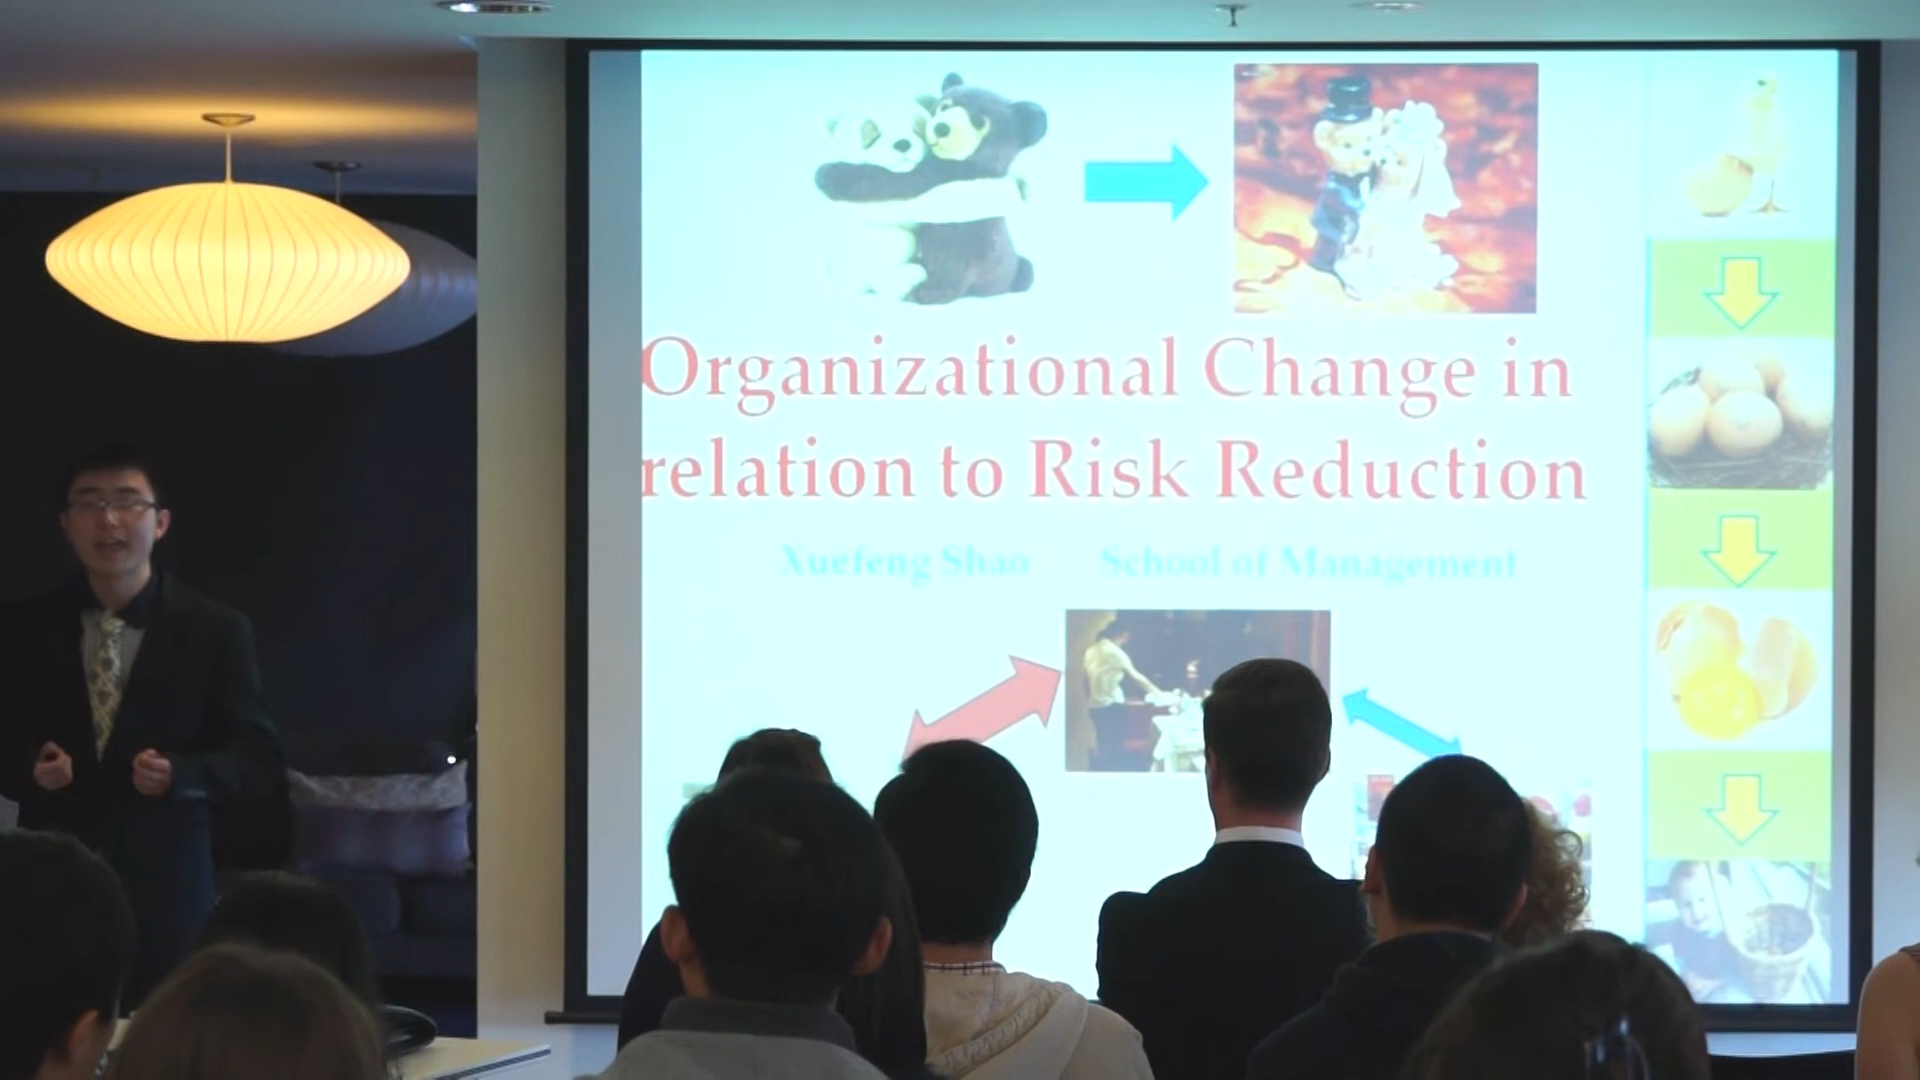 Organizational Change in
relation to Risk Reduction
Xuefeng Shao School of Management